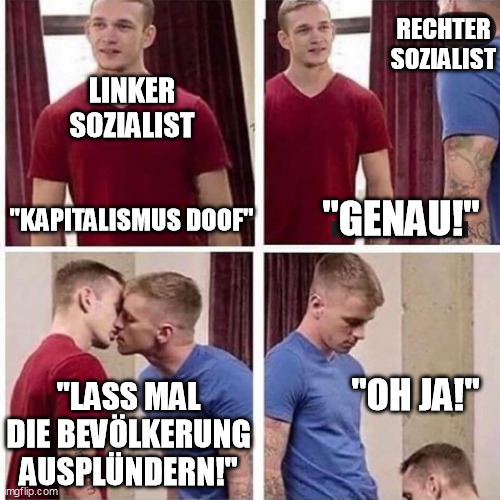 LINKER
SOZIALIST
"KAPITALISMUS DOOF"
RECHTER
SOZIALIST
"GENAU!"
"LASS MAL
DIE BEVÖLKERUNG
AUSPLÜNDERN!"
"OH JA!"
imgflip.com